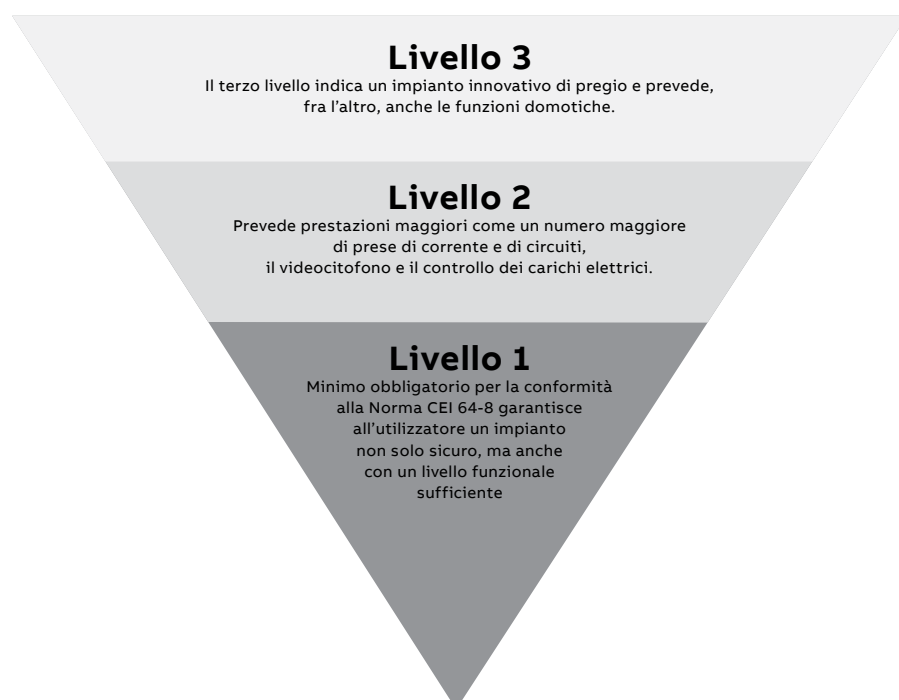 Livello 3
Il terzo livello indica un impianto innovativo di pregio e prevede,
fra l’altro, anche le funzioni domotiche.
Livello 2
Prevede prestazioni maggiori come un numero maggiore
di prese di corrente e di circuiti,
il videocitofono e il controllo dei carichi elettrici.
Livello 1
Minimo obbligatorio per la conformità
alla Norma CEI 64-8 garantisce
all’utilizzatore un impianto
non solo sicuro, ma anche
con un livello funzionale
sufficiente